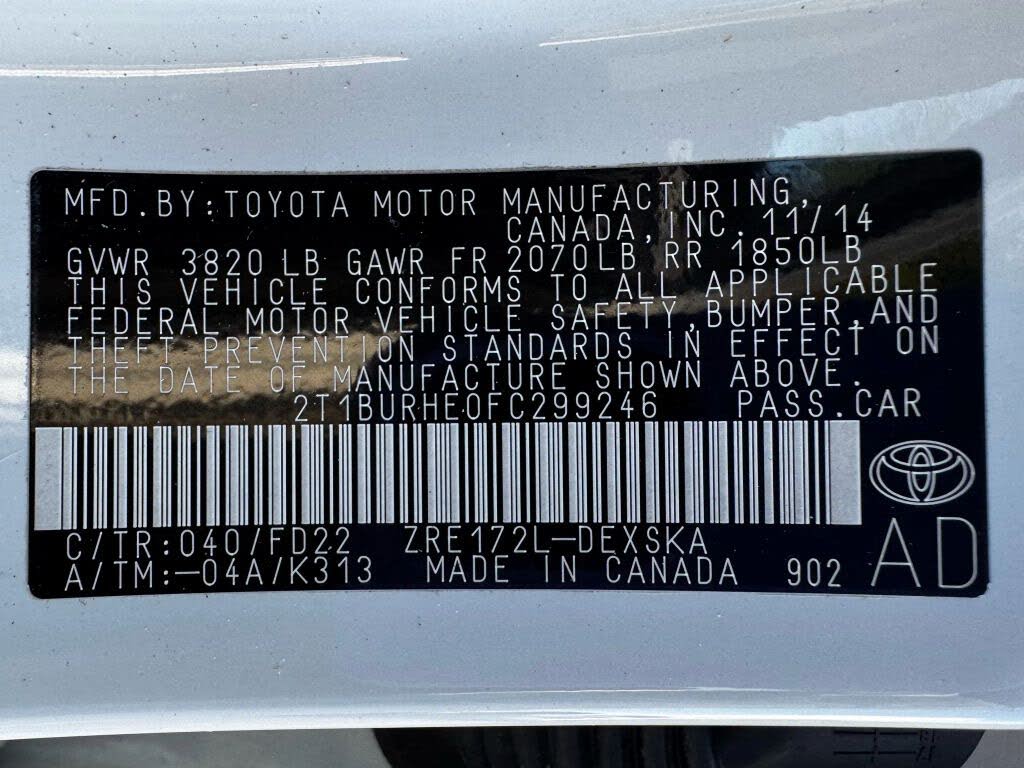 MFD.BY:TOYOTA MOTOR MANUFACTURING,
CANADA,INC. 11/14
GVWR 3820 LB GAWR FR 2070LB RR 1850LB
THIS VEHICLE CONFORMS TO ALL APPLICABLE
FEDERAL MOTOR VEHICLE SAFETY,BUMPER,AND
THEFT PREVENTION STANDARDS IN EFFECT ON
THE DATE OF MANUFACTURE SHOWN ABOVE.
2T1BURHE0FC299246 PASS.CAR
C/TR:040/FD22 ZRE172L-DEXSKA
A/TM:-04A/K313 MADE IN CANADA 902 AD